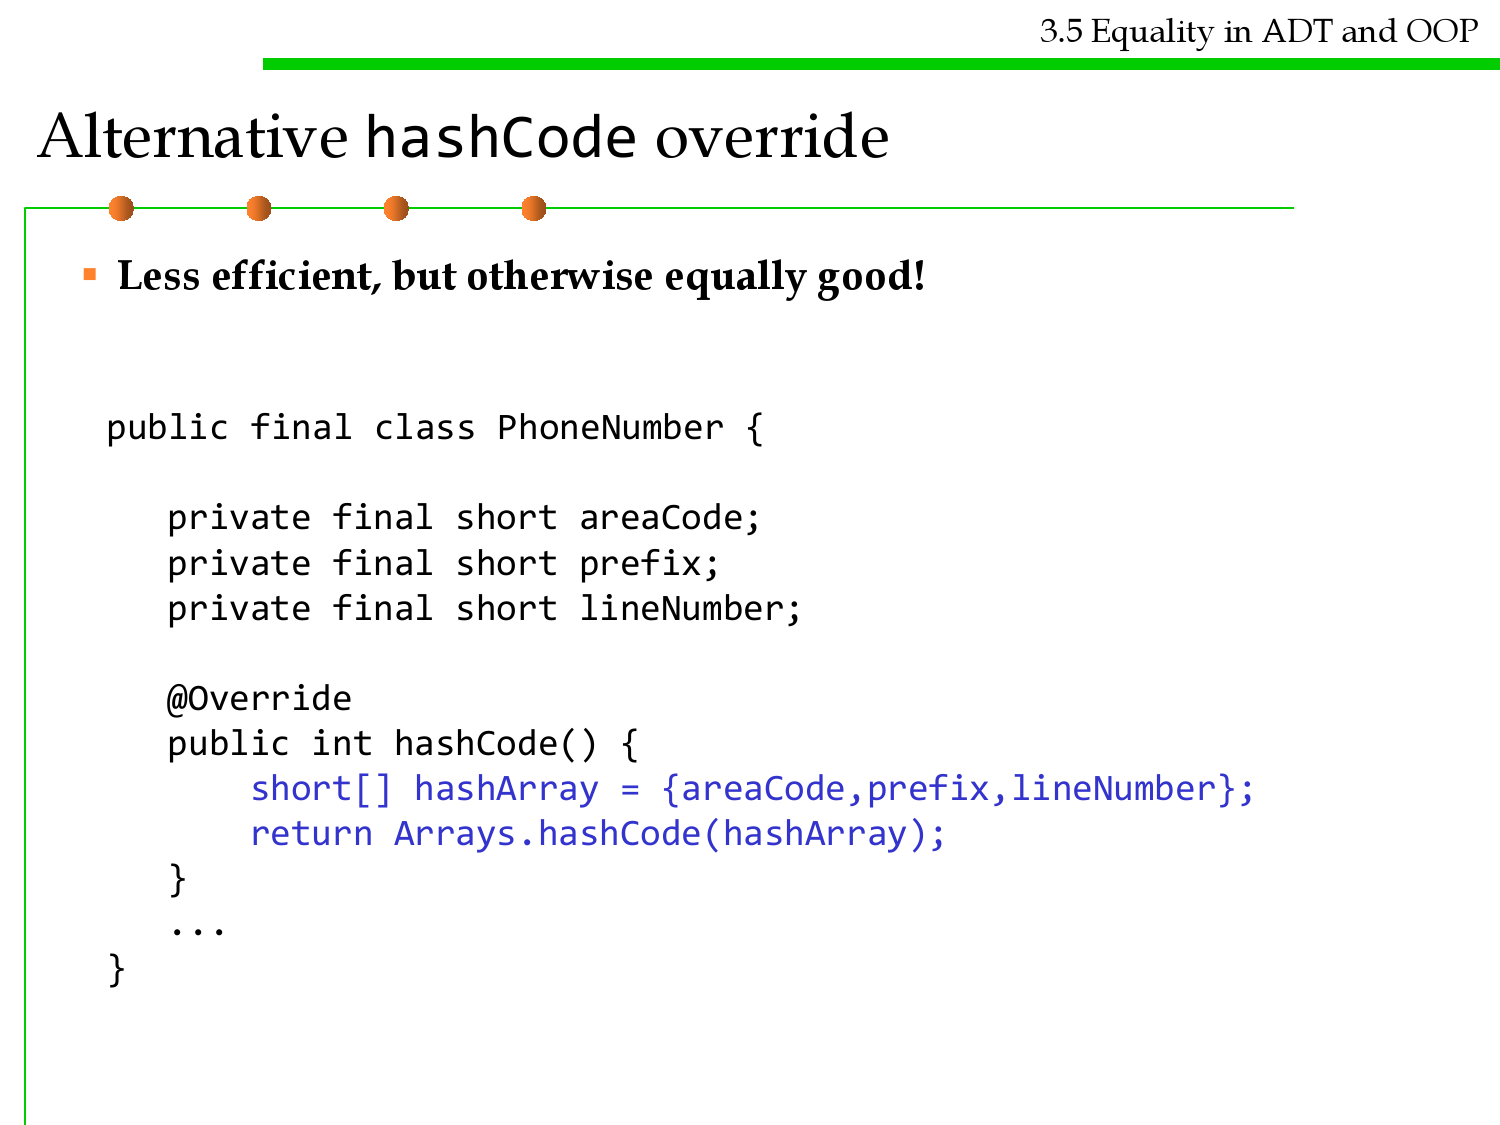 3.5 Equality in ADT and OOP
Alternative hashCode override
Less efficient, but otherwise equally good!
public final class PhoneNumber {
private final short areaCode;
private final short prefix;
private final short lineNumber;
@Override
public int hashCode() {
short[] hashArray = {areaCode,prefix,lineNumber};
return Arrays.hashCode(hashArray);
}
...
}